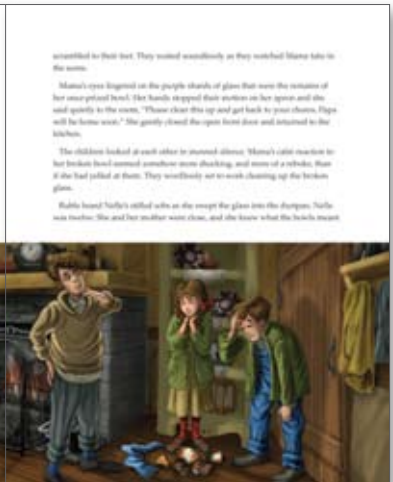 scrambled to their feet. They waited soundlessly as they watched Mama take in
the scene.
Mama's eyes lingered on the purple shards of glass that were the remains of
her once-prized bowl. Her hands stopped their motion on her apron and she
said quietly to the room, "Please clean this up and get back to your chores. Papa
will be home soon." She gently closed the open front door and returned to the
kitchen.
The children looked at each other in stunned silence. Mama's calm reaction to
her broken bowl seemed somehow more shocking, and more of a rebuke, than
if she had yelled at them. They wordlessly set to work cleaning up the broken
glass.
heard Nella's stifled sobs as she swept the glass into the dustpan. Nella
was twelve. She and her mother were close, and she knew what the bowls meant